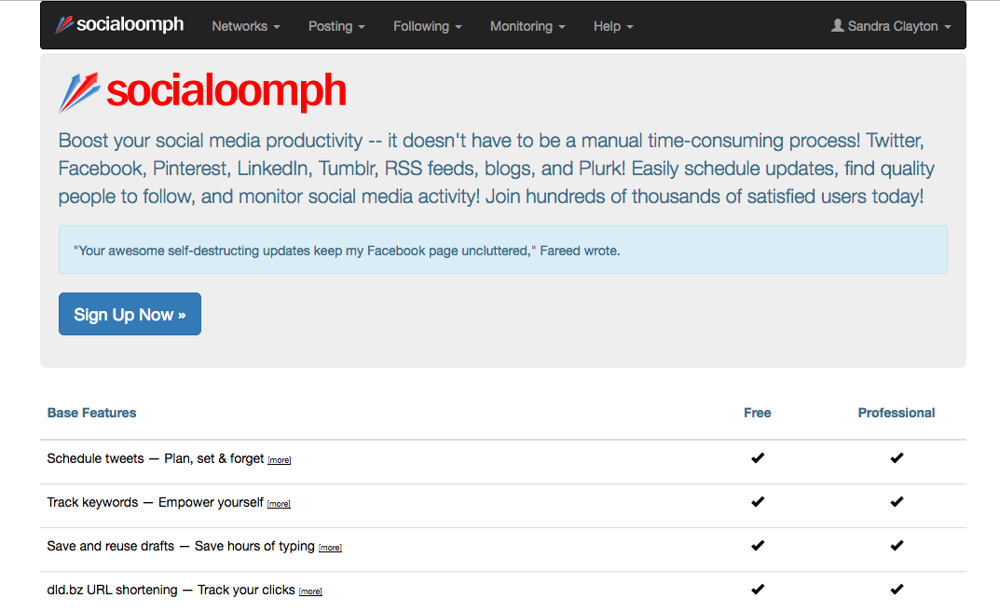 socialoomph Networks Posting Following Monitoring Help Sandra Clayton
socialoomph
Boost your social media productivity -- it doesn't have to be a manual time-consuming process! Twitter,
Facebook, Pinterest, LinkedIn, Tumblr, RSS feeds, blogs, and Plurk! Easily schedule updates, find quality
people to follow, and monitor social media activity! Join hundreds of thousands of satisfied users today!
"Your awesome self-destructing updates keep my Facebook page uncluttered," Fareed wrote.
Sign Up Now »
Base Features Free Professional
Schedule tweets — Plan, set & forget [more] ✔ ✔
Track keywords — Empower yourself [more] ✔ ✔
Save and reuse drafts — Save hours of typing [more] ✔ ✔
dld.bz URL shortening — Track your clicks [more] ✔ ✔